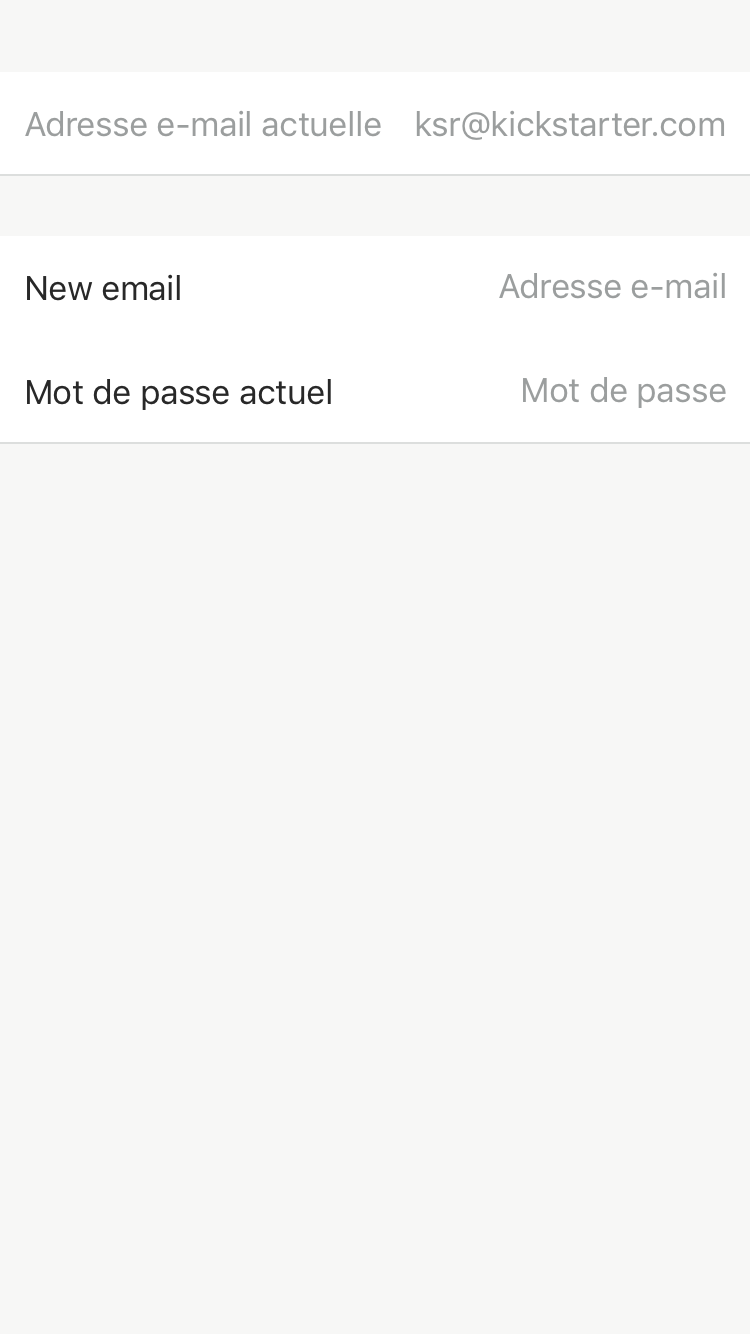 Adresse e-mail actuelle ksr@kickstarter.com
New email Adresse e-mail
Mot de passe actuel Mot de passe